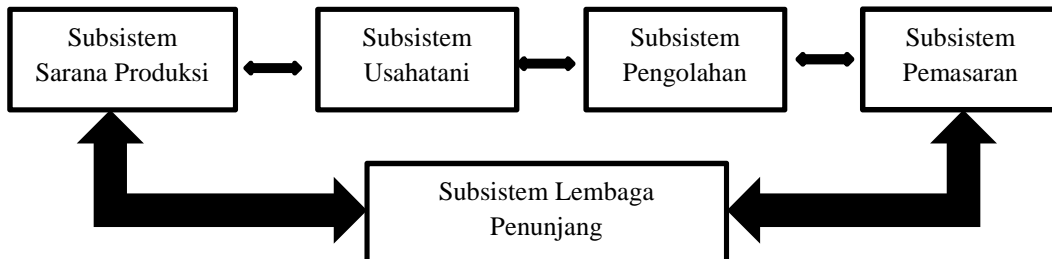 Subsistem
Sarana Produksi
Subsistem
Usahatani
Subsistem
Pengolahan
Subsistem
Pemasaran
Subsistem Lembaga
Penunjang